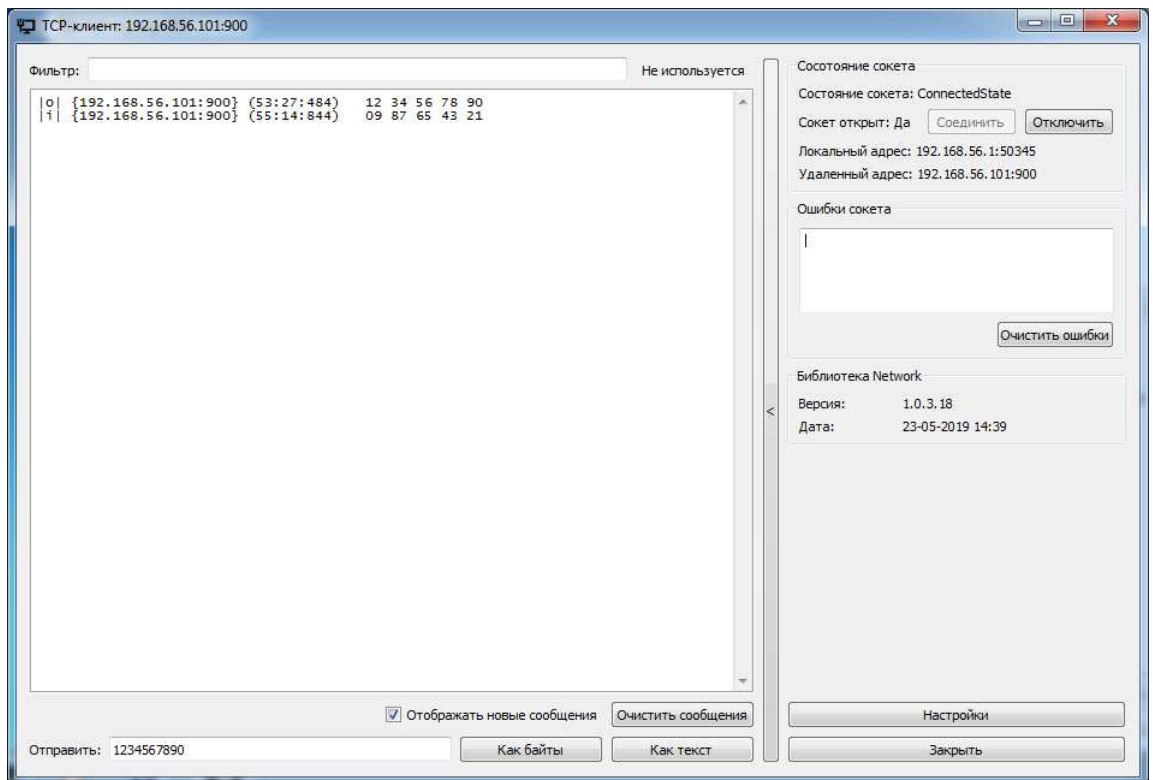 TCP-клиент: 192.168.56.101:900
Фильтр: Не используется
|o| {192.168.56.101:900} (53:27:484) 12 34 56 78 90
|i| {192.168.56.101:900} (55:14:844) 09 87 65 43 21
Отображать новые сообщения Очистить сообщения
Отправить: 1234567890 Как байты Как текст
Сосотояние сокета
Состояние сокета: ConnectedState
Сокет открыт: Да Соединить Отключить
Локальный адрес: 192.168.56.1:50345
Удаленный адрес: 192.168.56.101:900
Ошибки сокета
Очистить ошибки
Библиотека Network
Версия: 1.0.3.18
Дата: 23-05-2019 14:39
<
Настройки
Закрыть